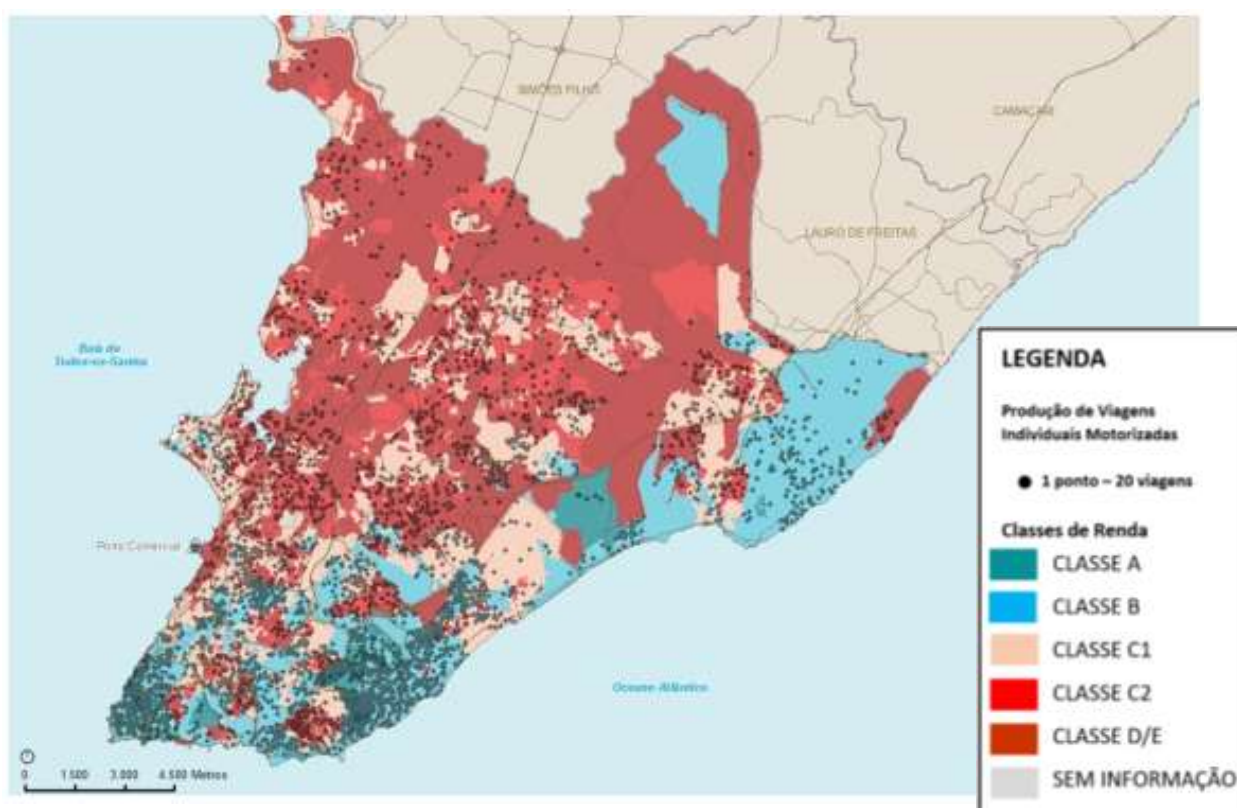 SIMÕES FILHO
CAMAÇARI
LAURO DE FREITAS
Baía de
Todos-os-Santos
Porto Comercial
Oceano Atlântico
0 1.500 3.000 4.500 Metros
LEGENDA
Produção de Viagens
Individuais Motorizadas
1 ponto – 20 viagens
Classes de Renda
CLASSE A
CLASSE B
CLASSE C1
CLASSE C2
CLASSE D/E
SEM INFORMAÇÃO